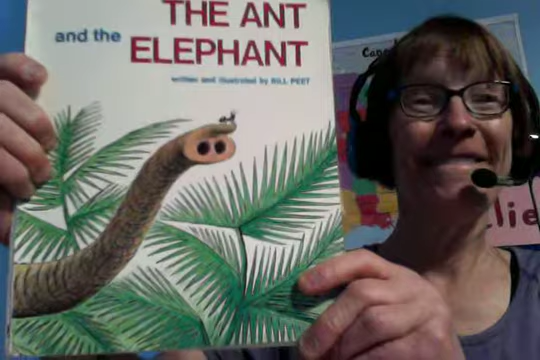 THE ANT
and the ELEPHANT
written and illustrated by BILL PEET